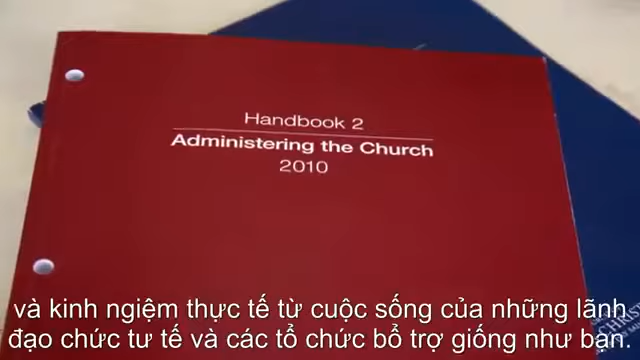 Handbook 2
Administering the Church
2010
và kinh ngiệm thực tế từ cuộc sống của những lãnh
đạo chức tư tế và các tổ chức bổ trợ giống như bạn.